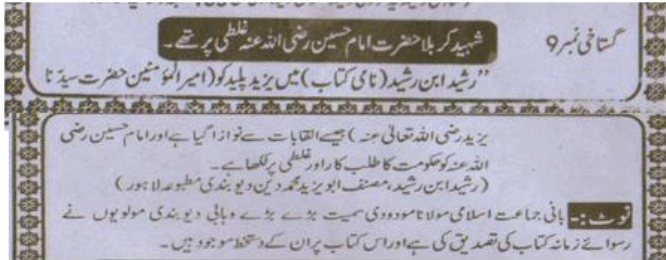 گستاخی نمبر 9
شہید کربلا حضرت امام حسین رضی اللہ عنہ غلطی پر تھے۔
’’رشید ابن رشید (نامی کتاب) میں یزید پلید کو (امیر المؤمنین حضرت سیدنا
یزید رضی اللہ تعالیٰ عنہ) جیسے القابات سے نوازا گیا ہے اور امام حسین رضی
اللہ عنہ کو حکومت کا طلب گار اور غلطی پر لکھا ہے۔
(رشید ابن رشید، مصنف ابویزید محمد دین دیوبندی مطبوعہ لاہور)
نوٹ:- بانی جماعت اسلامی مولانا مودودی سمیت بڑے بڑے وہابی دیوبندی مولویوں نے
رسوائے زمانہ کتاب کی تصدیق کی ہے اور اس کتاب پر ان کے دستخط موجود ہیں۔